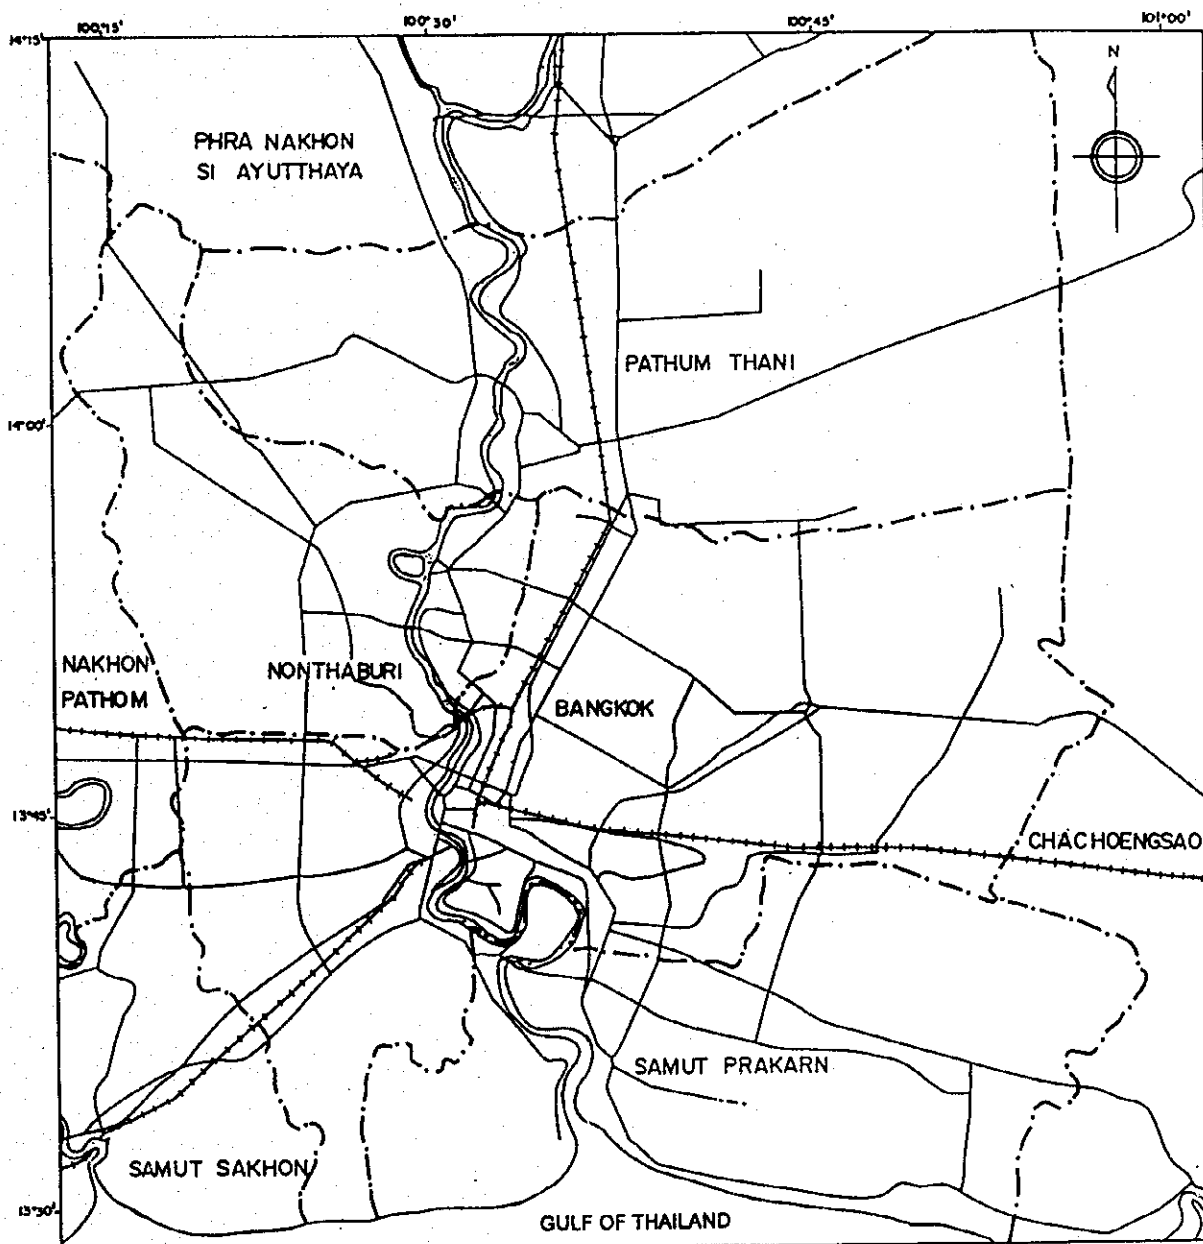 100°15'
100°30'
100°45'
101°00'
14°15'
N
PHRA NAKHON
SI AYUTTHAYA
PATHUM THANI
14°00'
NAKHON
PATHOM
NONTHABURI
BANGKOK
13°45'
CHACHOENGSAO
SAMUT PRAKARN
SAMUT SAKHON
13°30'
GULF OF THAILAND